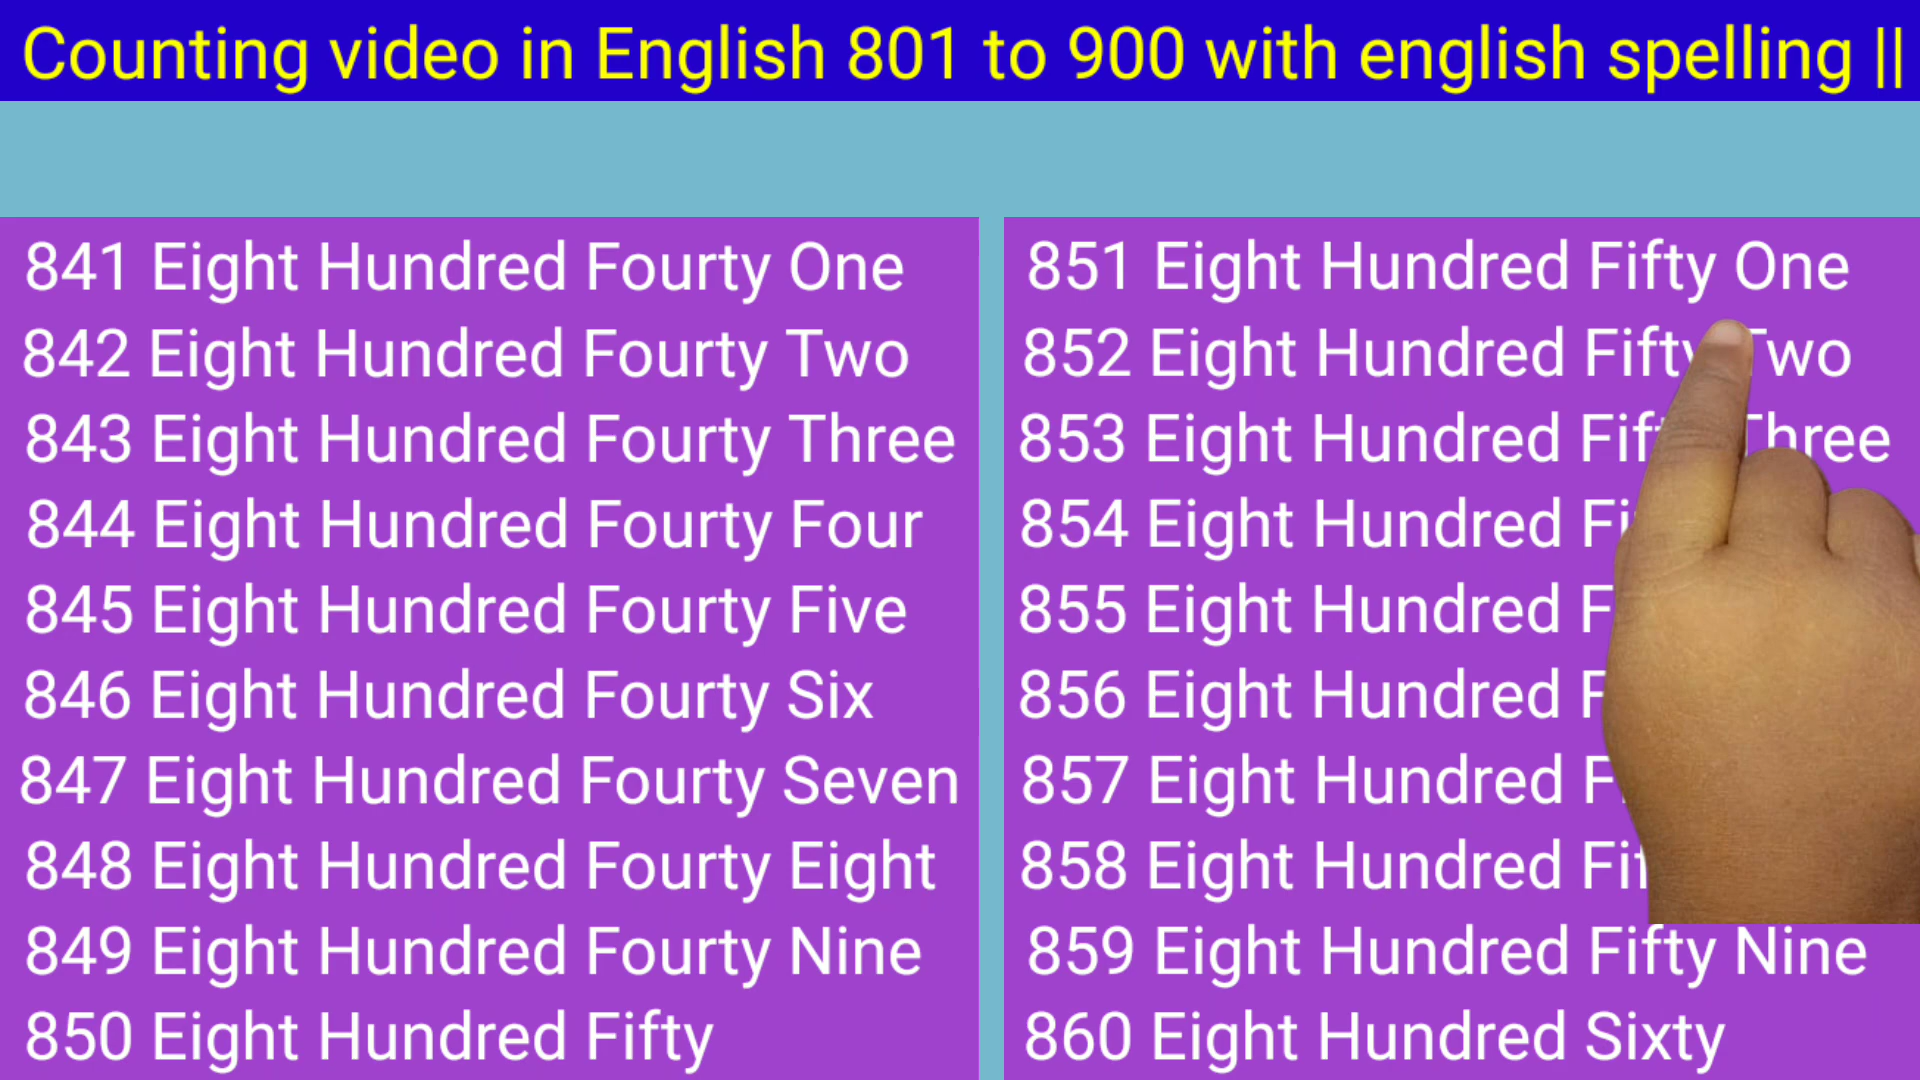 Counting video in English 801 to 900 with english spelling ||
841 Eight Hundred Fourty One
842 Eight Hundred Fourty Two
843 Eight Hundred Fourty Three
844 Eight Hundred Fourty Four
845 Eight Hundred Fourty Five
846 Eight Hundred Fourty Six
847 Eight Hundred Fourty Seven
848 Eight Hundred Fourty Eight
849 Eight Hundred Fourty Nine
850 Eight Hundred Fifty
851 Eight Hundred Fifty One
852 Eight Hundred Fifty Two
853 Eight Hundred Fifty Three
854 Eight Hundred
855 Eight Hundred
856 Eight Hundred
857 Eight Hundred
858 Eight Hundred
859 Eight Hundred Fifty Nine
860 Eight Hundred Sixty